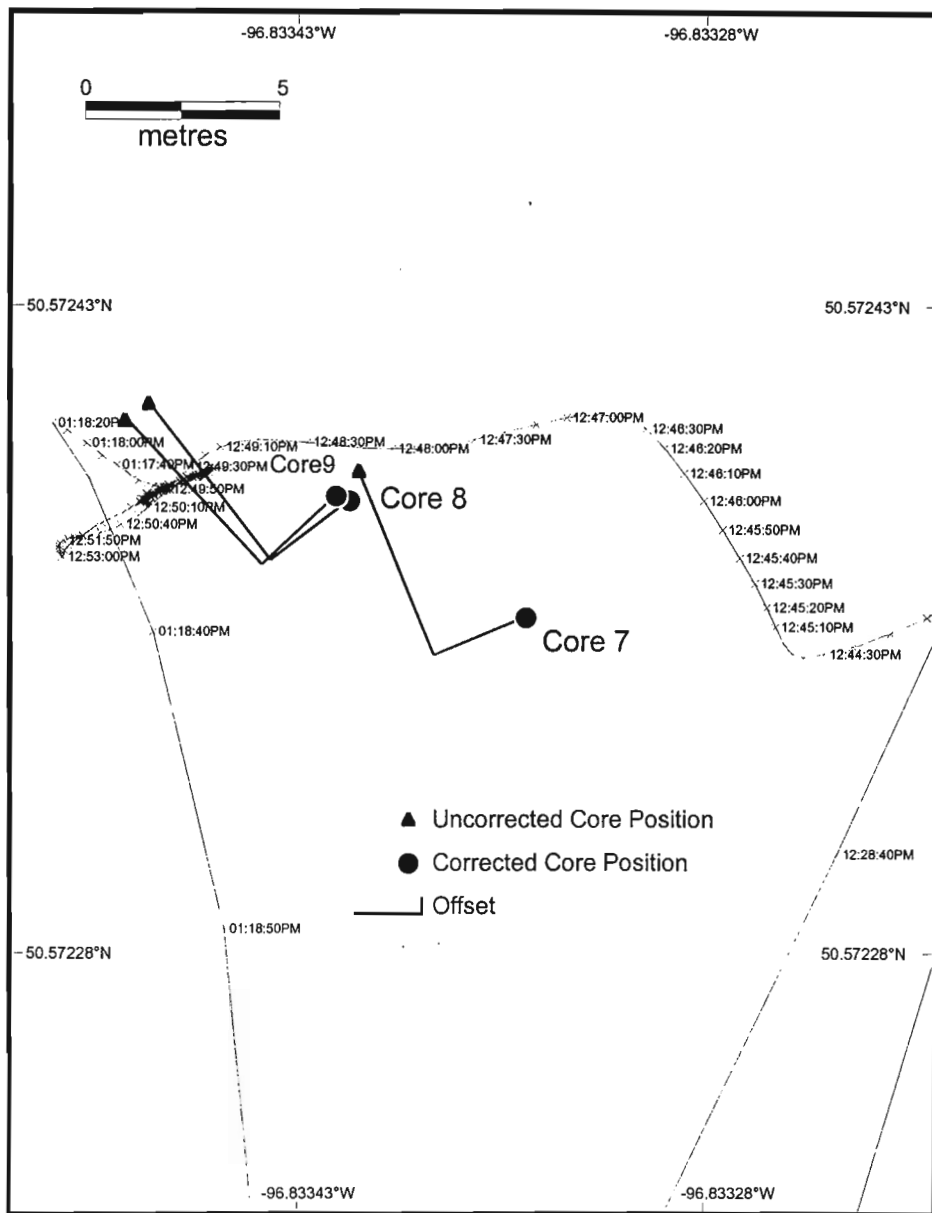 -96.83343°W
-96.83328°W
0 5
metres
50.57243°N
50.57243°N
01:18:20PM
12:47:00PM
12:46:30PM
01:18:00PM
12:49:10PM
12:48:30PM
12:48:00PM
12:47:30PM
12:46:20PM
01:17:40PM
12:49:30PM
Core9
12:46:10PM
12:49:50PM
Core 8
12:46:00PM
12:50:10PM
12:50:40PM
12:45:50PM
12:51:50PM
12:53:00PM
12:45:40PM
12:45:30PM
12:45:20PM
01:18:40PM
12:45:10PM
Core 7
12:44:30PM
Uncorrected Core Position
12:28:40PM
Corrected Core Position
Offset
01:18:50PM
50.57228°N
50.57228°N
-96.83343°W
-96.83328°W